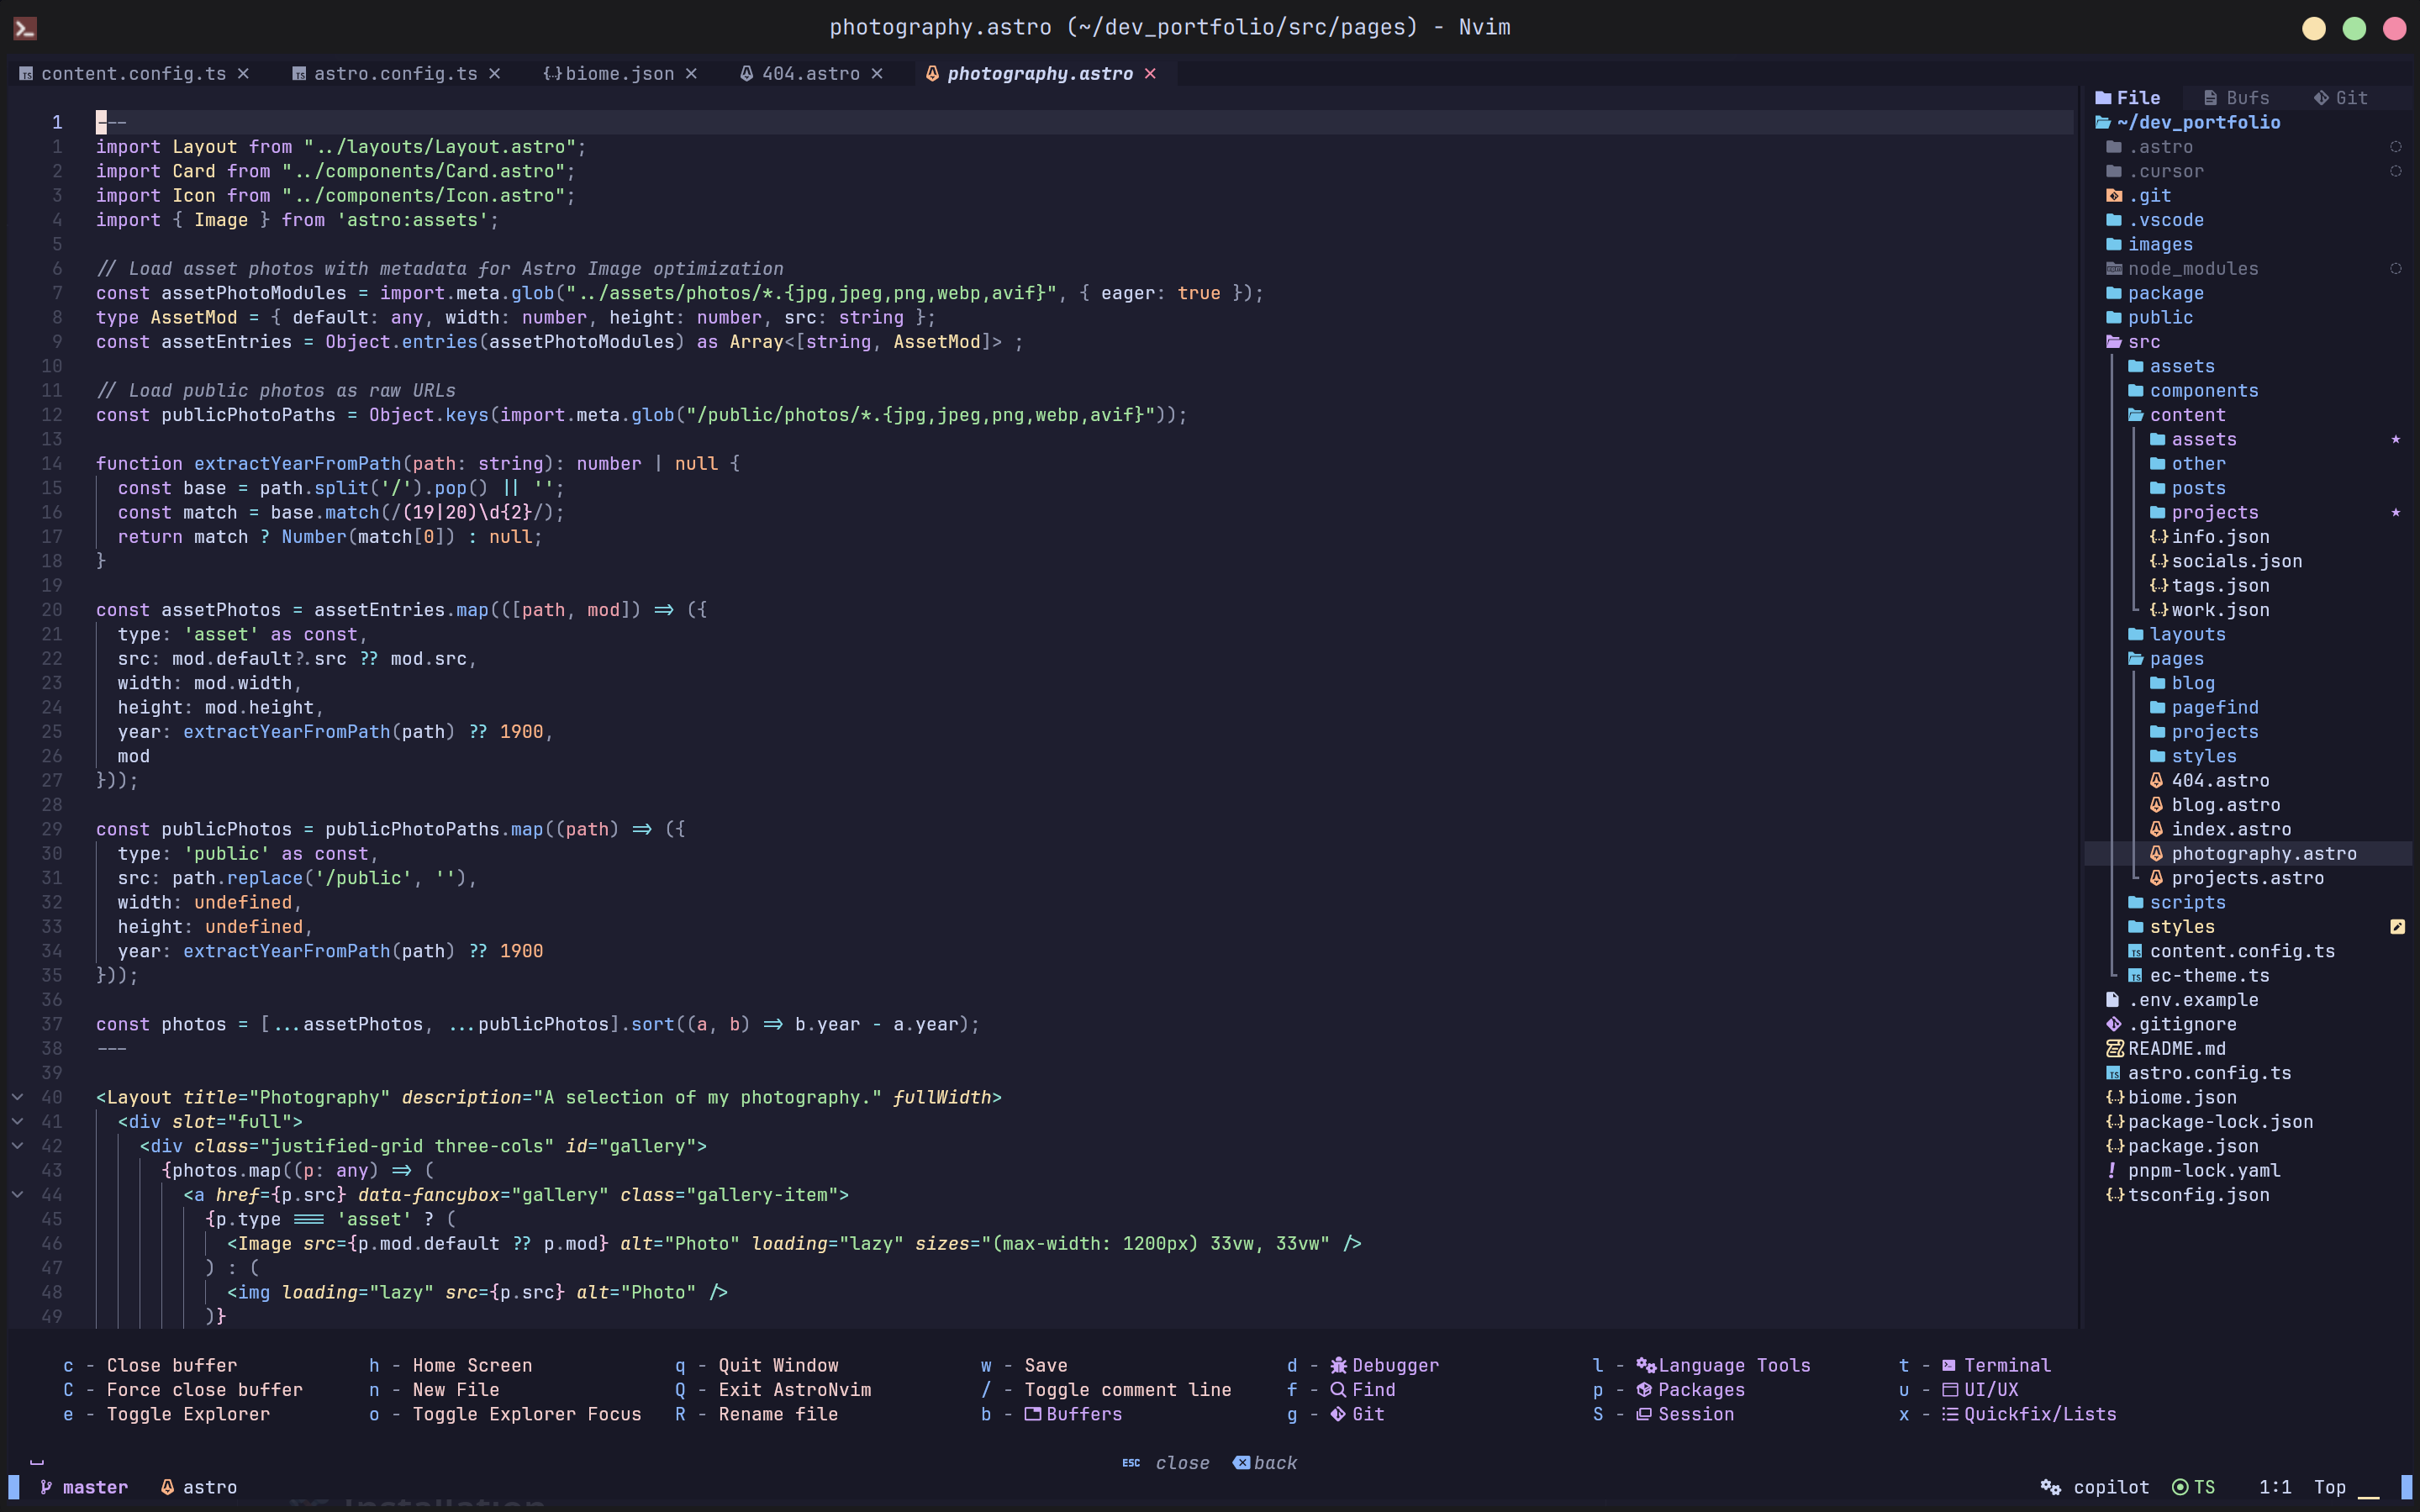 photography.astro (~/dev_portfolio/src/pages) - Nvim
content.config.ts ✕ astro.config.ts ✕ {..} biome.json ✕ 404.astro ✕ photography.astro ✕
File Bufs Git
1 ---
1 import Layout from "../layouts/Layout.astro";
2 import Card from "../components/Card.astro";
3 import Icon from "../components/Icon.astro";
4 import { Image } from 'astro:assets';
5
6 // Load asset photos with metadata for Astro Image optimization
7 const assetPhotoModules = import.meta.glob("../assets/photos/*.{jpg,jpeg,png,webp,avif}", { eager: true });
8 type AssetMod = { default: any, width: number, height: number, src: string };
9 const assetEntries = Object.entries(assetPhotoModules) as Array<[string, AssetMod]> ;
10
11 // Load public photos as raw URLs
12 const publicPhotoPaths = Object.keys(import.meta.glob("/public/photos/*.{jpg,jpeg,png,webp,avif}"));
13
14 function extractYearFromPath(path: string): number | null {
15   const base = path.split('/').pop() || '';
16   const match = base.match(/(19|20)\d{2}/);
17   return match ? Number(match[0]) : null;
18 }
19
20 const assetPhotos = assetEntries.map(([path, mod]) => ({
21   type: 'asset' as const,
22   src: mod.default?.src ?? mod.src,
23   width: mod.width,
24   height: mod.height,
25   year: extractYearFromPath(path) ?? 1900,
26   mod
27 }));
28
29 const publicPhotos = publicPhotoPaths.map((path) => ({
30   type: 'public' as const,
31   src: path.replace('/public', ''),
32   width: undefined,
33   height: undefined,
34   year: extractYearFromPath(path) ?? 1900
35 }));
36
37 const photos = [...assetPhotos, ...publicPhotos].sort((a, b) => b.year - a.year);
38 ---
39
40 <Layout title="Photography" description="A selection of my photography." fullWidth>
41   <div slot="full">
42     <div class="justified-grid three-cols" id="gallery">
43       {photos.map((p: any) => (
44         <a href={p.src} data-fancybox="gallery" class="gallery-item">
45           {p.type === 'asset' ? (
46             <Image src={p.mod.default ?? p.mod} alt="Photo" loading="lazy" sizes="(max-width: 1200px) 33vw, 33vw" />
47           ) : (
48             <img loading="lazy" src={p.src} alt="Photo" />
49           )}
~/dev_portfolio
.astro
.cursor
.git
.vscode
images
node_modules
package
public
src
assets
components
content
assets ★
other
posts
projects ★
{..} info.json
{..} socials.json
{..} tags.json
{..} work.json
layouts
pages
blog
pagefind
projects
styles
404.astro
blog.astro
index.astro
photography.astro
projects.astro
scripts
styles
content.config.ts
ec-theme.ts
.env.example
.gitignore
README.md
astro.config.ts
{..} biome.json
{..} package-lock.json
{..} package.json
! pnpm-lock.yaml
{..} tsconfig.json
c - Close buffer h - Home Screen q - Quit Window w - Save d - Debugger l - Language Tools t - Terminal
C - Force close buffer n - New File Q - Exit AstroNvim / - Toggle comment line f - Find p - Packages u - UI/UX
e - Toggle Explorer o - Toggle Explorer Focus R - Rename file b - Buffers g - Git S - Session x - Quickfix/Lists
ESC close back
master astro copilot TS 1:1 Top